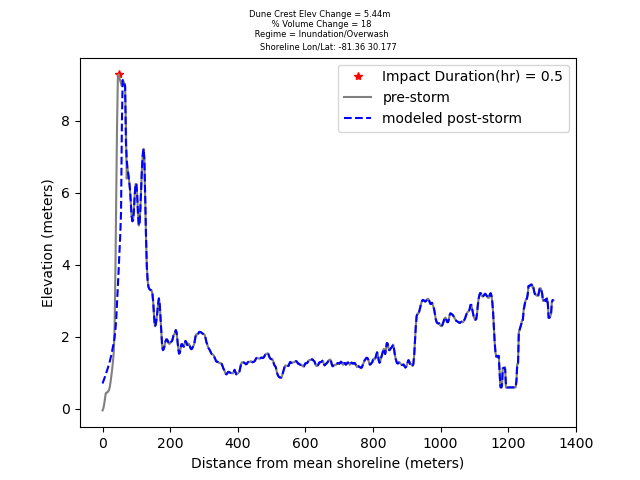 Dune Crest Elev Change = 5.44m
% Volume Change = 18
Regime = Inundation/Overwash
Shoreline Lon/Lat: -81.36 30.177
Impact Duration(hr) = 0.5
pre-storm
modeled post-storm
Elevation (meters)
8
6
4
2
0
0 200 400 600 800 1000 1200 1400
Distance from mean shoreline (meters)